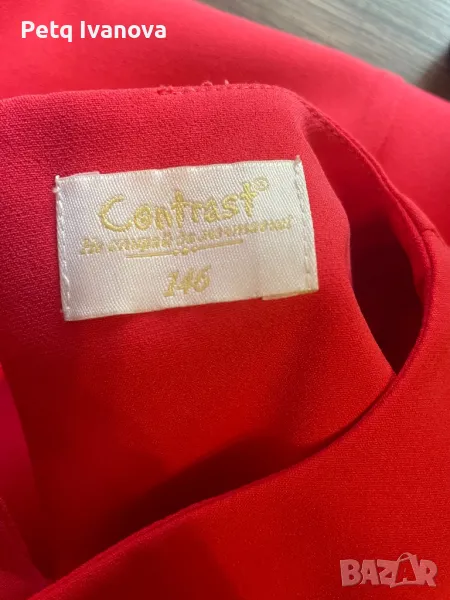 Petq Ivanova
Contrast®
146
BAZAR